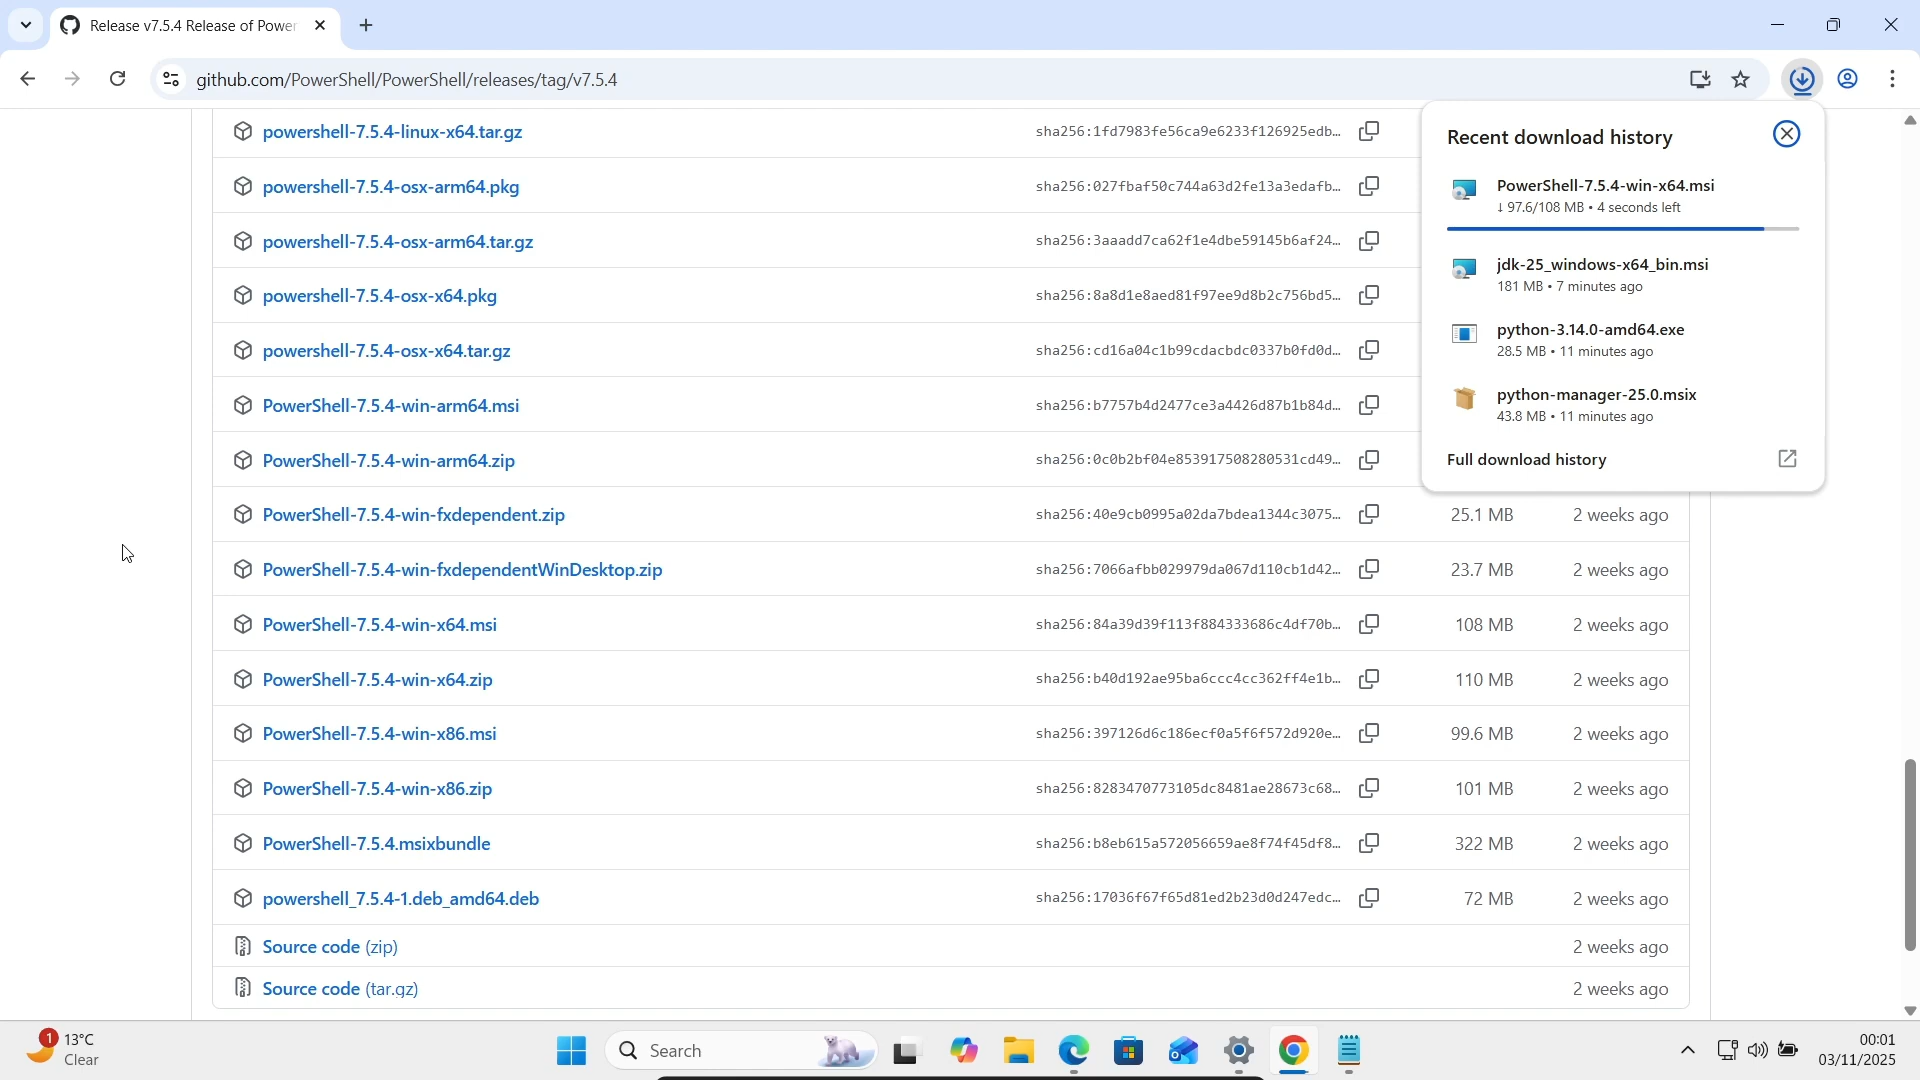 Release v7.5.4 Release of Power
github.com/PowerShell/PowerShell/releases/tag/v7.5.4
powershell-7.5.4-linux-x64.tar.gz sha256:1fd7983fe56ca9e6233f126925edb…
powershell-7.5.4-osx-arm64.pkg sha256:027fbaf50c744a63d2fe13a3edafb…
powershell-7.5.4-osx-arm64.tar.gz sha256:3aaadd7ca62f1e4dbe59145b6af24…
powershell-7.5.4-osx-x64.pkg sha256:8a8d1e8aed81f97ee9d8b2c756bd5…
powershell-7.5.4-osx-x64.tar.gz sha256:cd16a04c1b99cdacbdc0337b0fd0d…
PowerShell-7.5.4-win-arm64.msi sha256:b7757b4d2477ce3a4426d87b1b84d…
PowerShell-7.5.4-win-arm64.zip sha256:0c0b2bf04e853917508280531cd49…
PowerShell-7.5.4-win-fxdependent.zip sha256:40e9cb0995a02da7bdea1344c3075… 25.1 MB 2 weeks ago
PowerShell-7.5.4-win-fxdependentWinDesktop.zip sha256:7066afbb029979da067d110cb1d42… 23.7 MB 2 weeks ago
PowerShell-7.5.4-win-x64.msi sha256:84a39d39f113f884333686c4df70b… 108 MB 2 weeks ago
PowerShell-7.5.4-win-x64.zip sha256:b40d192ae95ba6ccc4cc362ff4e1b… 110 MB 2 weeks ago
PowerShell-7.5.4-win-x86.msi sha256:397126d6c186ecf0a5f6f572d920e… 99.6 MB 2 weeks ago
PowerShell-7.5.4-win-x86.zip sha256:8283470773105dc8481ae28673c68… 101 MB 2 weeks ago
PowerShell-7.5.4.msixbundle sha256:b8eb615a572056659ae8f74f45df8… 322 MB 2 weeks ago
powershell_7.5.4-1.deb_amd64.deb sha256:17036f67f65d81ed2b23d0d247edc… 72 MB 2 weeks ago
Source code (zip) 2 weeks ago
Source code (tar.gz) 2 weeks ago
Recent download history
PowerShell-7.5.4-win-x64.msi
↓ 97.6/108 MB • 4 seconds left
jdk-25_windows-x64_bin.msi
181 MB • 7 minutes ago
python-3.14.0-amd64.exe
28.5 MB • 11 minutes ago
python-manager-25.0.msix
43.8 MB • 11 minutes ago
Full download history
1
13°C
Clear
Search
00:01
03/11/2025